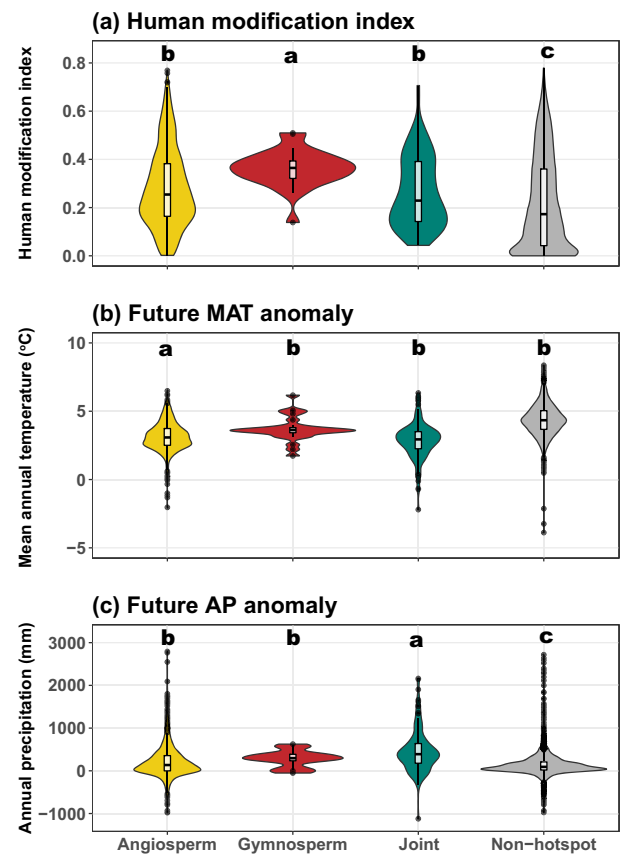 (a) Human modification index
Human modification index
0.8
0.6
0.4
0.2
0.0
b a b c
(b) Future MAT anomaly
Mean annual temperature (°C)
10
5
0
−5
a b b b
(c) Future AP anomaly
Annual precipitation (mm)
3000
2000
1000
0
−1000
b b a c
Angiosperm Gymnosperm Joint Non−hotspot